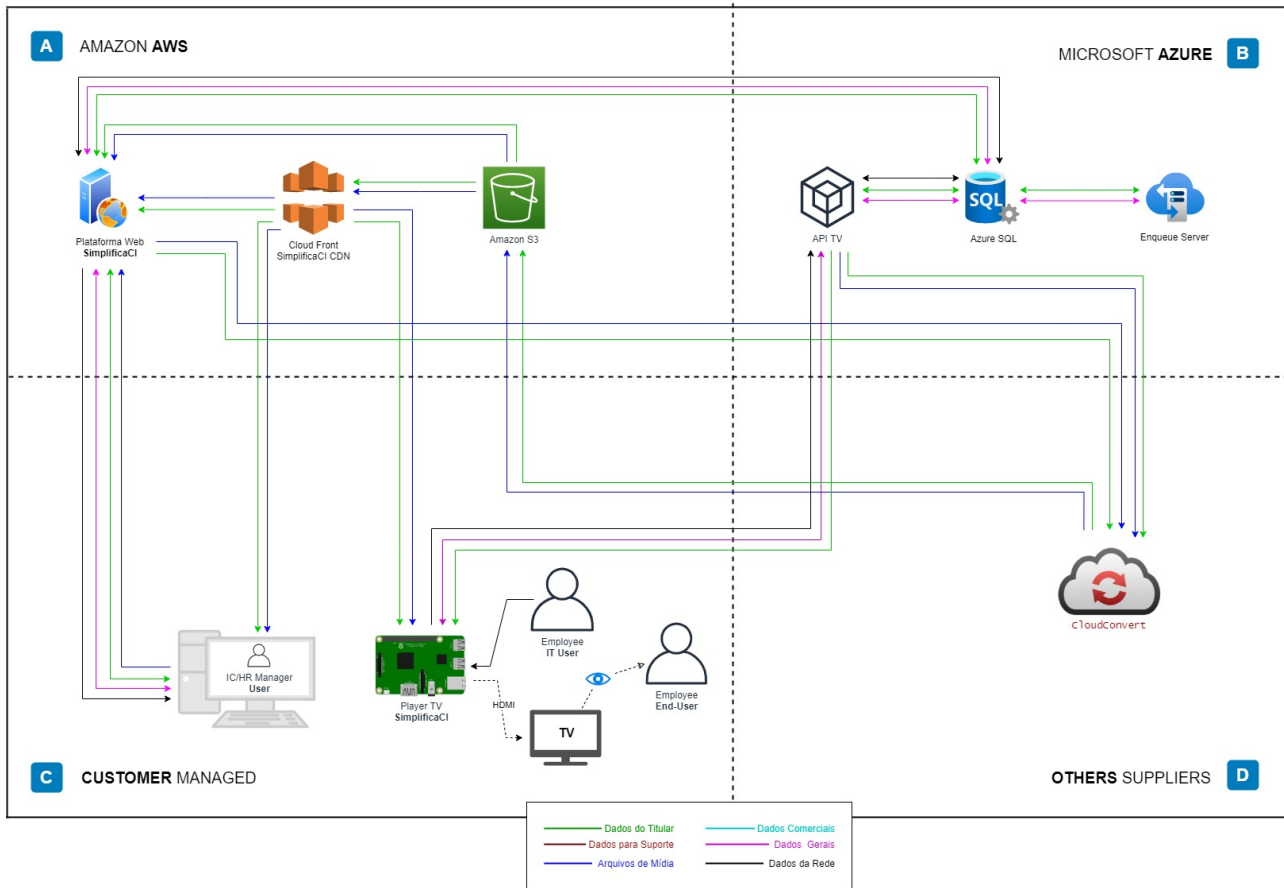 A
AMAZON AWS
MICROSOFT AZURE
B
Plataforma Web
SimplificaCI
Cloud Front
SimplificaCI CDN
Amazon S3
API TV
SQL
Azure SQL
Enqueue Server
CloudConvert
IC/HR Manager
User
Player TV
SimplificaCI
Employee
IT User
HDMI
TV
Employee
End-User
C
CUSTOMER MANAGED
OTHERS SUPPLIERS
D
Dados do Titular
Dados Comerciais
Dados para Suporte
Dados Gerais
Arquivos de Mídia
Dados da Rede